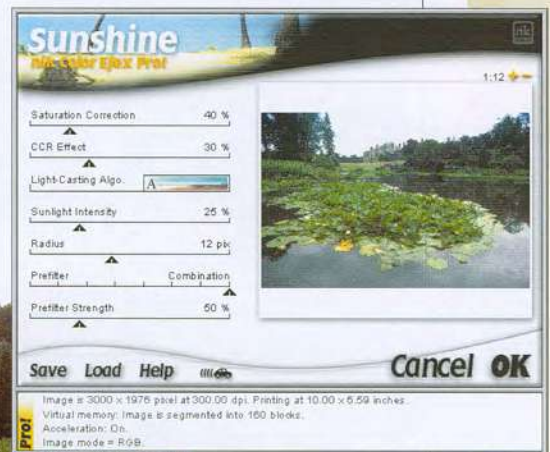 Sunshine
nik Color Efex Pro!
nik
1:12
Saturation Correction 40 %
CCR Effect 30 %
Light-Casting Algo. A
Sunlight Intensity 25 %
Radius 12 pix
Prefilter Combination
Prefilter Strength 50 %
Save Load Help
Cancel OK
Pro!
Image is 3000 x 1976 pixel at 300.00 dpi. Printing at 10.00 x 6.59 inches.
Virtual memory: Image is segmented into 160 blocks.
Acceleration: On.
Image mode = RGB.